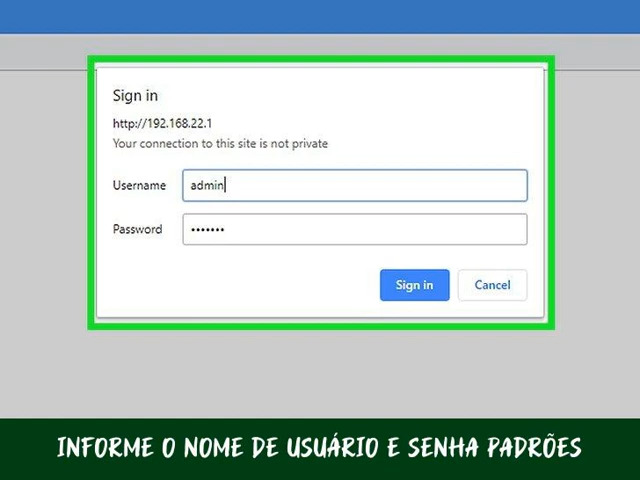 Sign in
http://192.168.22.1
Your connection to this site is not private
Username
admin
Password
•••••••
Sign in
Cancel
INFORME O NOME DE USUÁRIO E SENHA PADRÕES